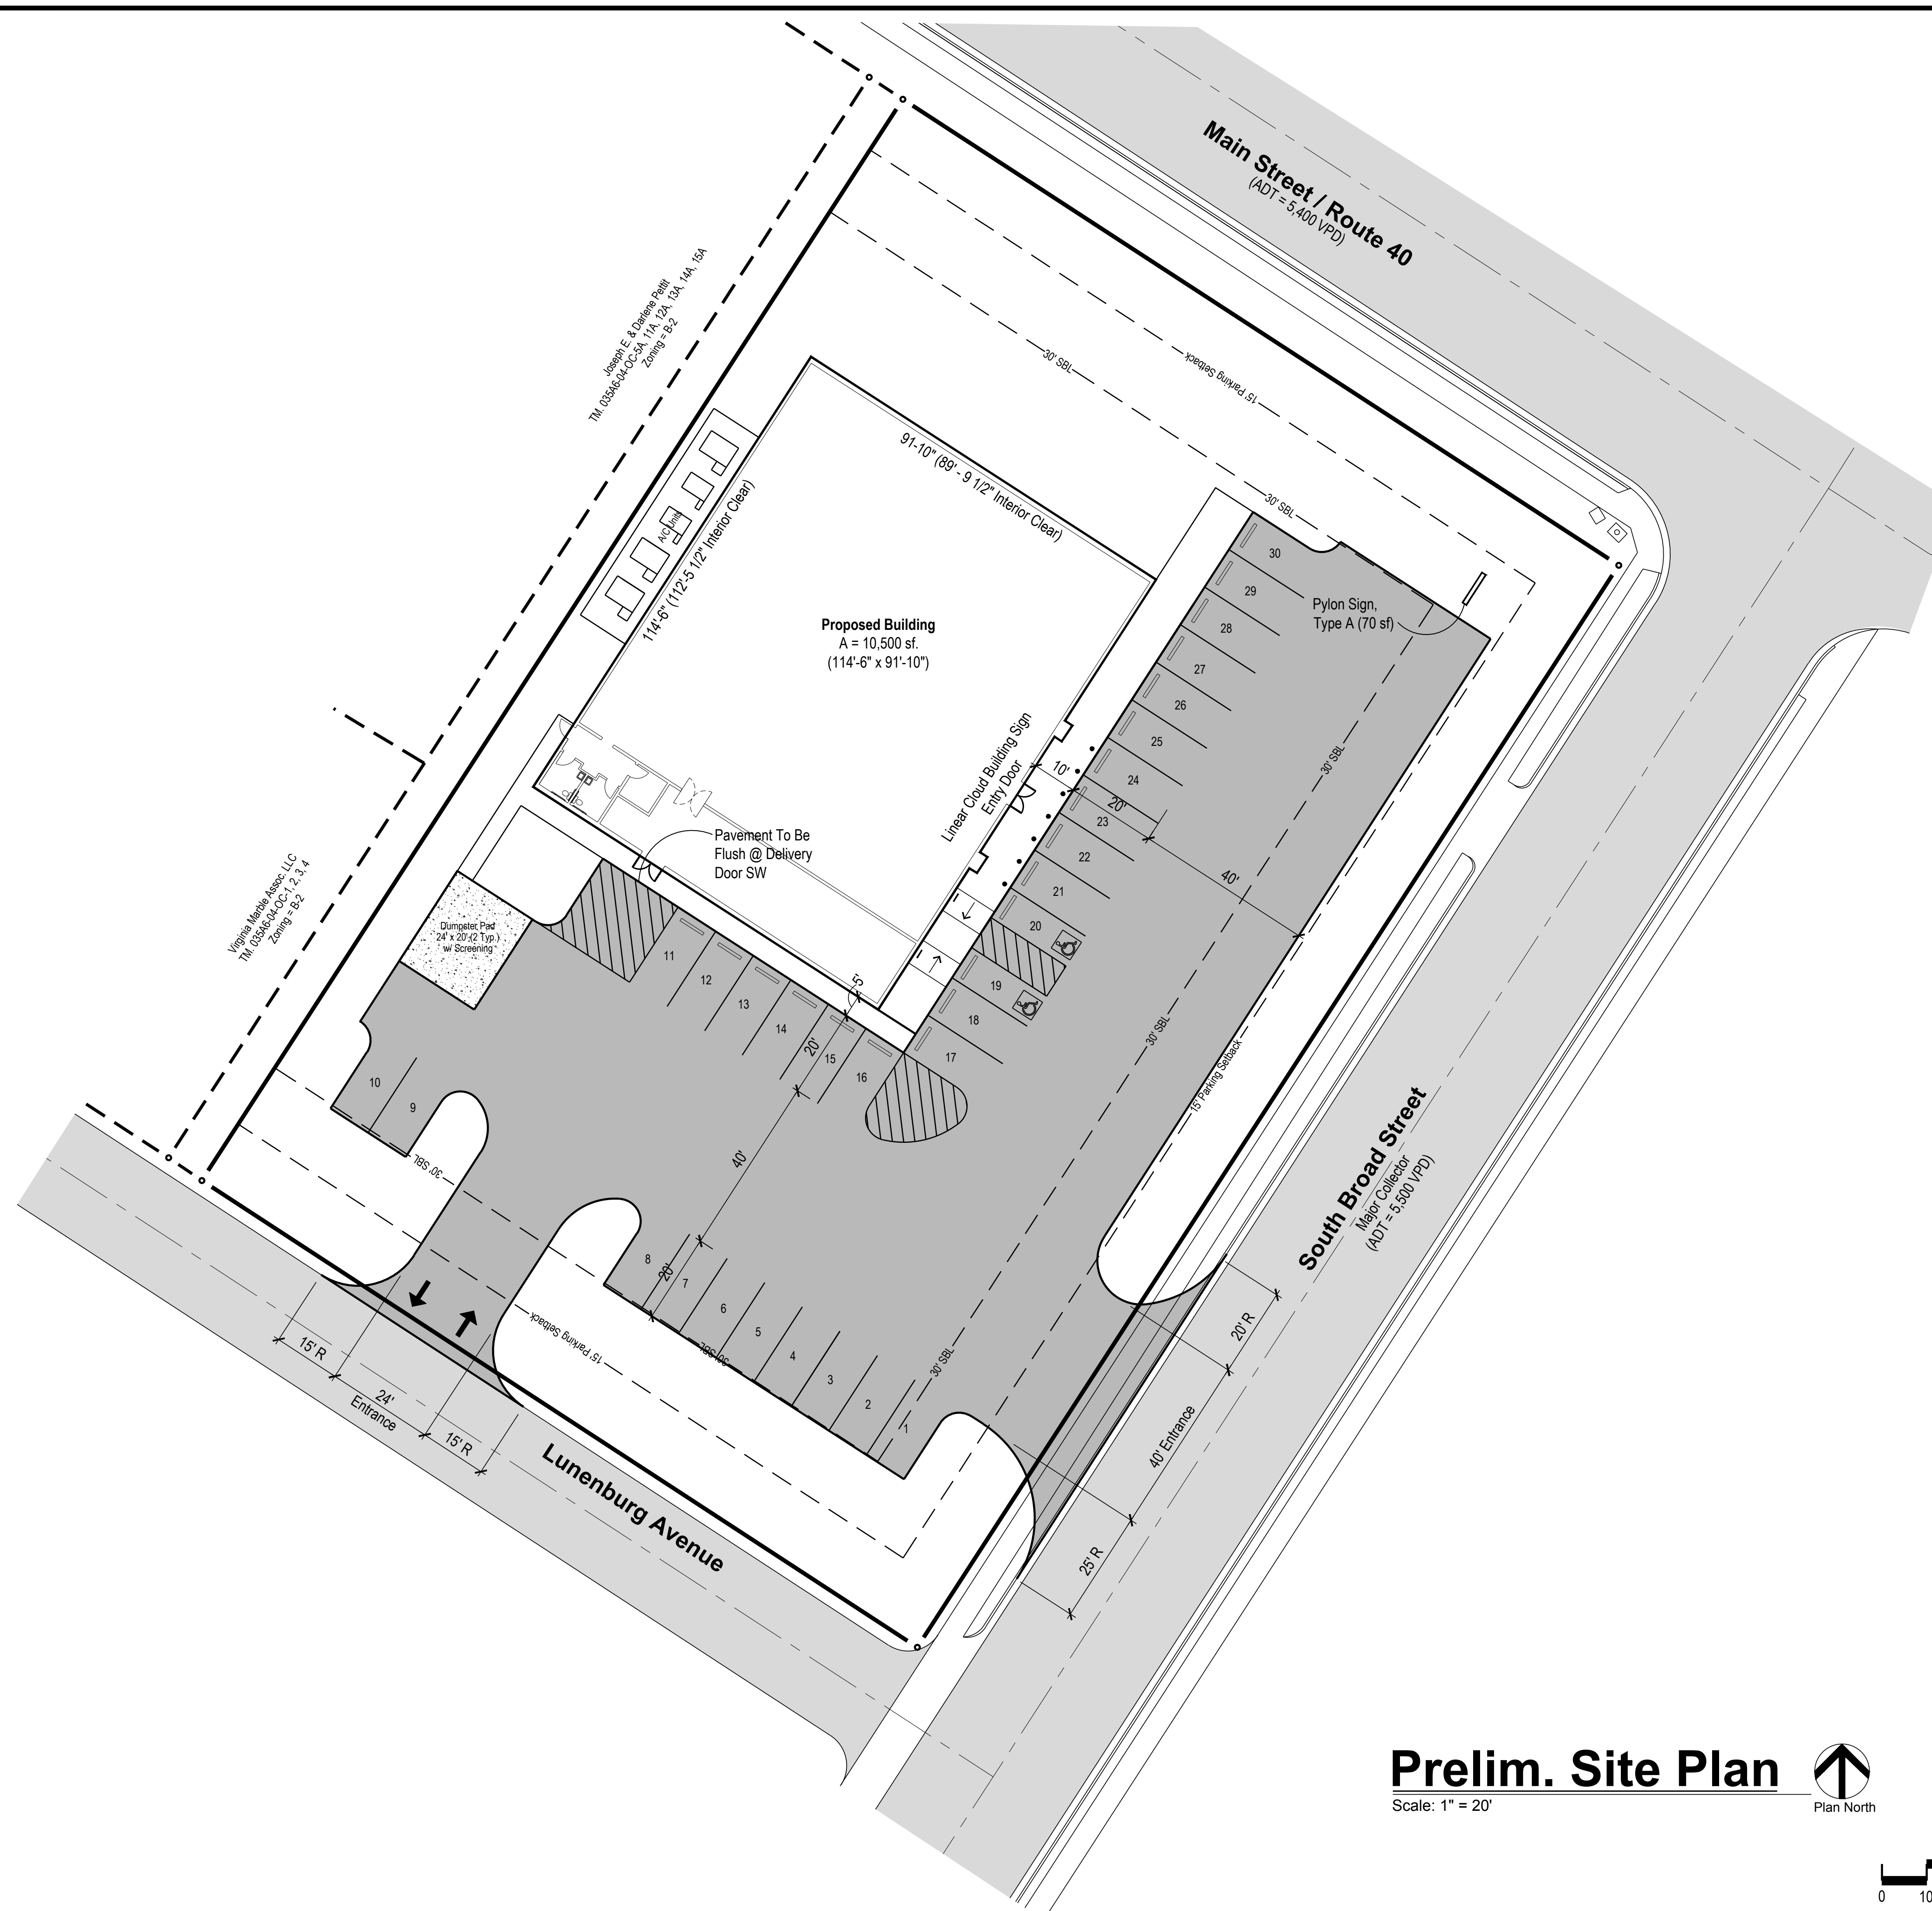 Main Street / Route 40
(ADT = 5,400 VPD)
Joseph E. & Darlene Pettit
TM. 035A6-04-OC-5A, 11A, 12A, 13A, 14A, 15A
Zoning = B-2
30' SBL
15' Parking Setback
91-10" (89' - 9 1/2" Interior Clear)
114'-6" (112'-5 1/2" Interior Clear)
A/C Units
30' SBL
30
29
28
27
26
25
24
23
22
21
20
19
18
17
Pylon Sign,
Type A (70 sf)
Proposed Building
A = 10,500 sf.
(114'-6" x 91'-10")
Linear Cloud Building Sign
Entry Door
10'
20'
40'
30' SBL
Pavement To Be
Flush @ Delivery
Door SW
Virginia Marble Assoc. LLC
TM. 035A6-04-OC-1, 2, 3, 4
Zoning = B-2
Dumpster Pad
24' x 20' (2 Typ.)
w/ Screening
11
12
13
14
15
16
5'
20'
40'
20'
10
9
30' SBL
30' SBL
15' Parking Setback
South Broad Street
Major Collector
(ADT = 5,500 VPD)
8
7
6
5
4
3
2
1
30' SBL
30' SBL
15' Parking Setback
15' R
24'
Entrance
15' R
20' R
40' Entrance
25' R
Lunenburg Avenue
Prelim. Site Plan
Scale: 1" = 20'
Plan North
0
10